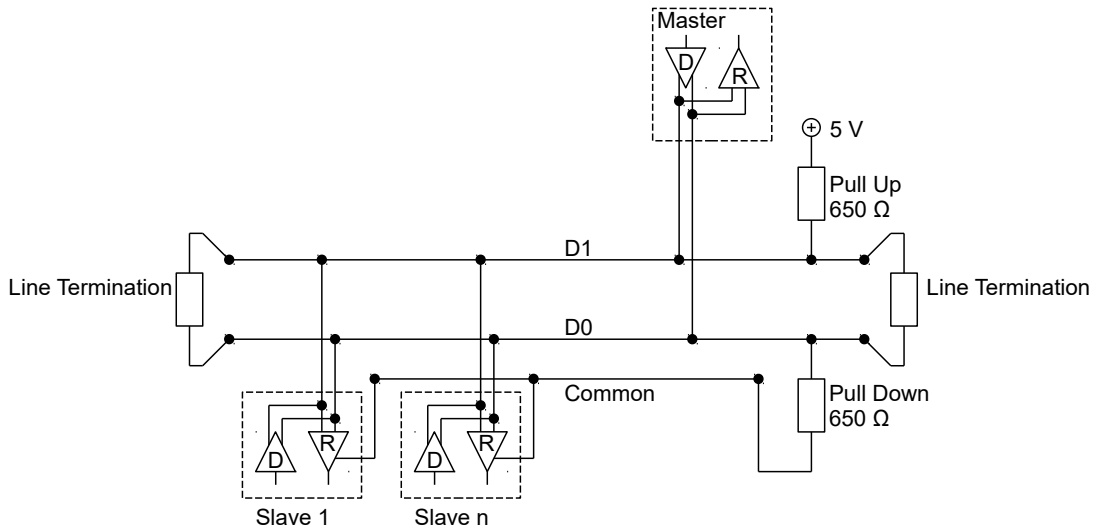 Master
D
R
5 V
Pull Up
650 Ω
D1
Line Termination
Line Termination
D0
Common
Pull Down
650 Ω
D
R
D
R
Slave 1
Slave n